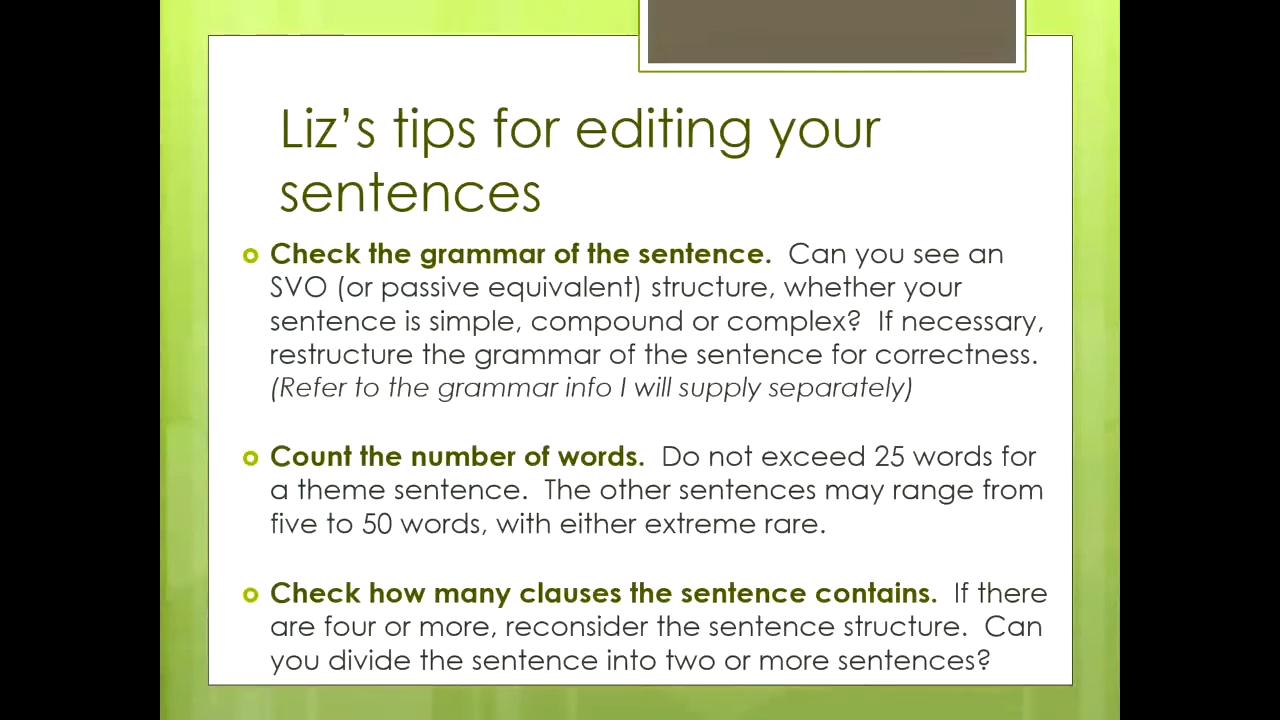 Liz’s tips for editing your
sentences
Check the grammar of the sentence.  Can you see an
SVO (or passive equivalent) structure, whether your
sentence is simple, compound or complex?  If necessary,
restructure the grammar of the sentence for correctness.
(Refer to the grammar info I will supply separately)
Count the number of words.  Do not exceed 25 words for
a theme sentence.  The other sentences may range from
five to 50 words, with either extreme rare.
Check how many clauses the sentence contains.  If there
are four or more, reconsider the sentence structure.  Can
you divide the sentence into two or more sentences?